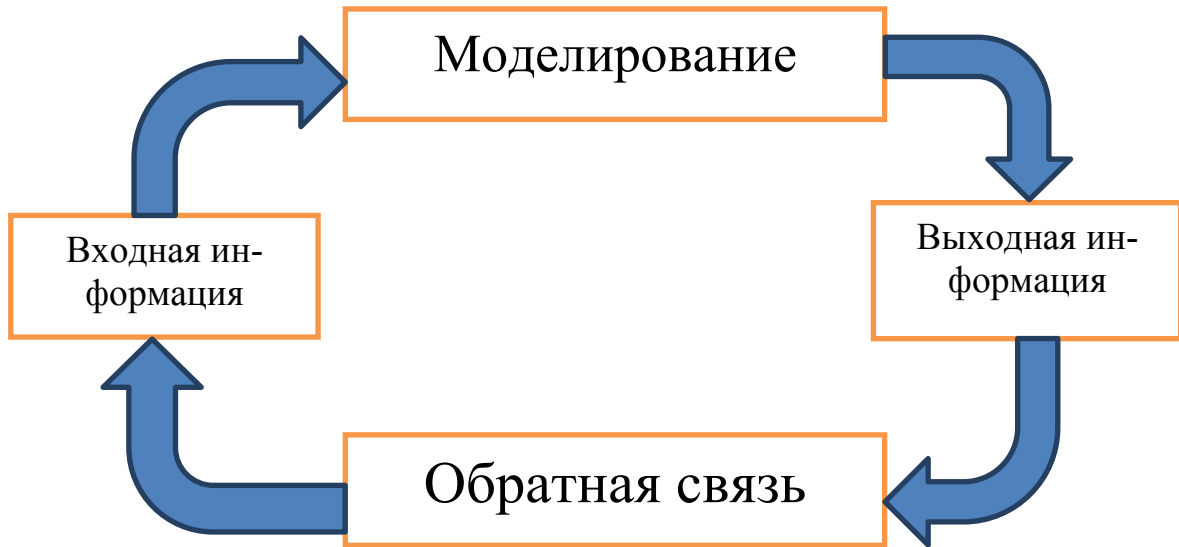 Моделирование
Входная ин-
формация
Выходная ин-
формация
Обратная связь